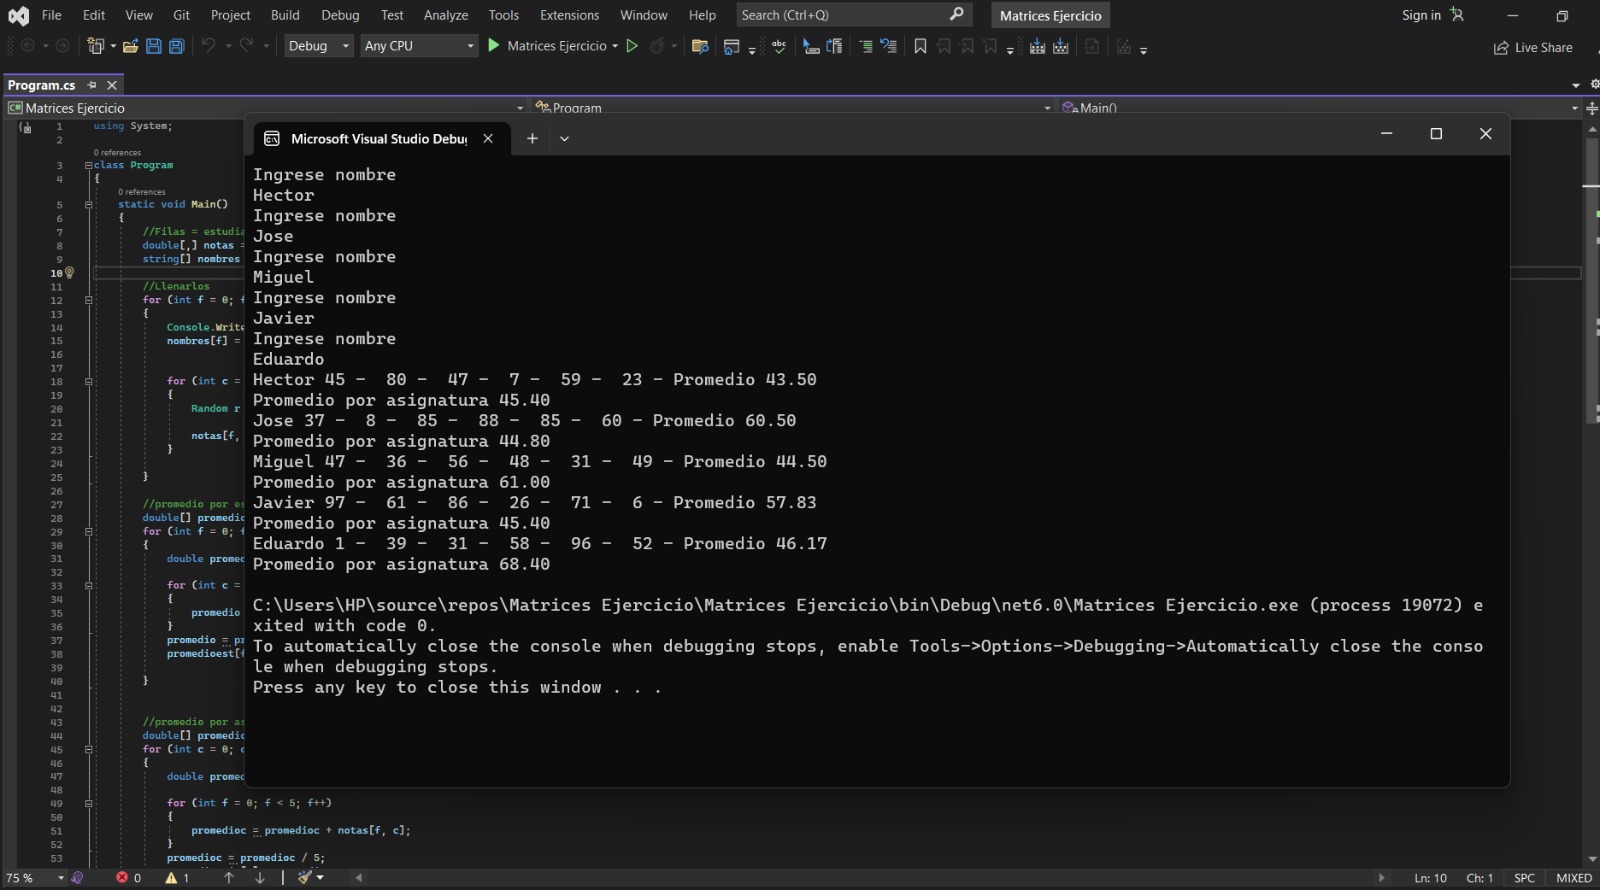 File Edit View Git Project Build Debug Test Analyze Tools Extensions Window Help Search (Ctrl+Q) Matrices Ejercicio Sign in
Debug Any CPU Matrices Ejercicio Live Share
Program.cs
C# Matrices Ejercicio Program Main()
1 using System;
2
0 references
3 class Program
4 {
0 references
5 static void Main()
6 {
7 //Filas = estudia
8 double[,] notas =
9 string[] nombres
10
11 //Llenarlos
12 for (int f = 0; f
13 {
14 Console.Write
15 nombres[f] =
16
17
18 for (int c =
19 {
20 Random r
21
22 notas[f,
23 }
24
25 }
26
27 //promedio por es
28 double[] promedio
29 for (int f = 0; f
30 {
31 double promed
32
33 for (int c =
34 {
35 promedio
36 }
37 promedio = pr
38 promedioest[f
39
40 }
41
42
43 //promedio por as
44 double[] promedic
45 for (int c = 0; c
46 {
47 double promed
48
49 for (int f = 0; f < 5; f++)
50 {
51 promedioc = promedioc + notas[f, c];
52 }
53 promedioc = promedioc / 5;
Microsoft Visual Studio Debug
Ingrese nombre
Hector
Ingrese nombre
Jose
Ingrese nombre
Miguel
Ingrese nombre
Javier
Ingrese nombre
Eduardo
Hector 45 - 80 - 47 - 7 - 59 - 23 - Promedio 43.50
Promedio por asignatura 45.40
Jose 37 - 8 - 85 - 88 - 85 - 60 - Promedio 60.50
Promedio por asignatura 44.80
Miguel 47 - 36 - 56 - 48 - 31 - 49 - Promedio 44.50
Promedio por asignatura 61.00
Javier 97 - 61 - 86 - 26 - 71 - 6 - Promedio 57.83
Promedio por asignatura 45.40
Eduardo 1 - 39 - 31 - 58 - 96 - 52 - Promedio 46.17
Promedio por asignatura 68.40
C:\Users\HP\source\repos\Matrices Ejercicio\Matrices Ejercicio\bin\Debug\net6.0\Matrices Ejercicio.exe (process 19072) e
xited with code 0.
To automatically close the console when debugging stops, enable Tools->Options->Debugging->Automatically close the conso
le when debugging stops.
Press any key to close this window . . .
75 % 0 1 Ln: 10 Ch: 1 SPC MIXED